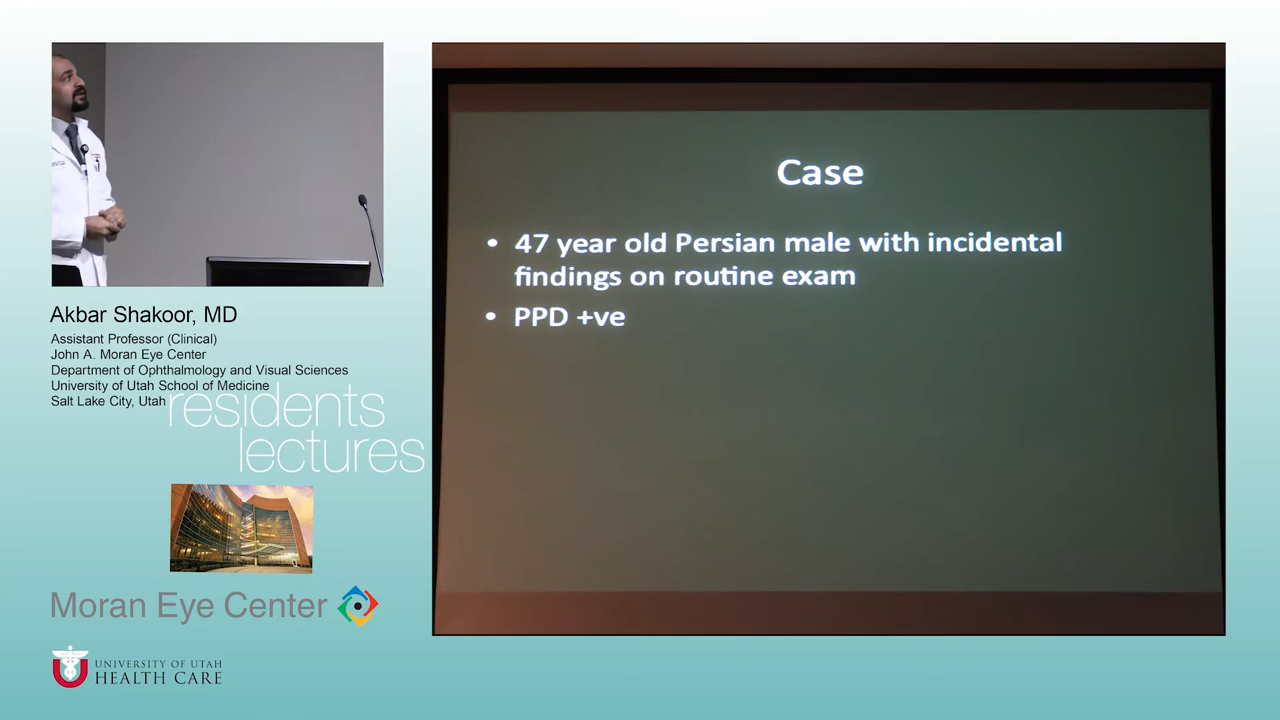 Akbar Shakoor, MD
Assistant Professor (Clinical)
John A. Moran Eye Center
Department of Ophthalmology and Visual Sciences
University of Utah School of Medicine
Salt Lake City, Utah
residents
lectures
Moran Eye Center
UNIVERSITY OF UTAH
HEALTH CARE
Case
• 47 year old Persian male with incidental
findings on routine exam
• PPD +ve